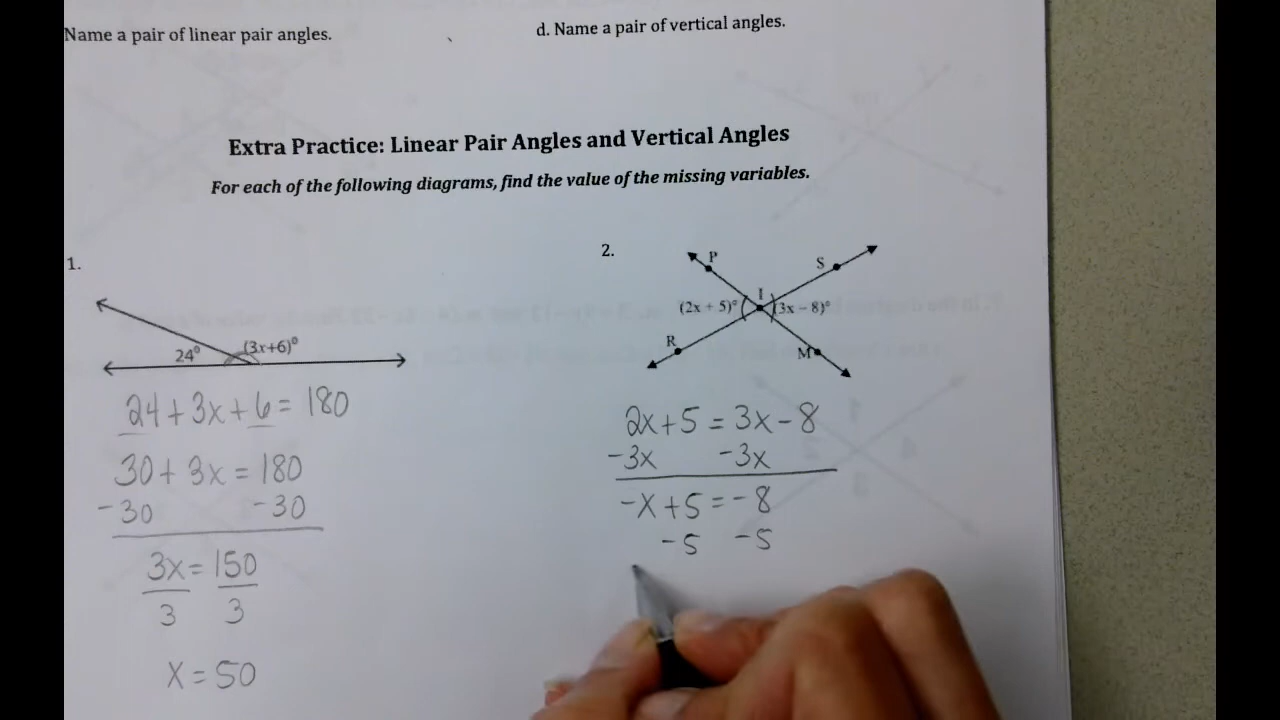 Name a pair of linear pair angles.
d. Name a pair of vertical angles.
Extra Practice: Linear Pair Angles and Vertical Angles
For each of the following diagrams, find the value of the missing variables.
1.
24° (3x+6)°
24 + 3x + 6 = 180
30 + 3x = 180
-30 -30
3x = 150
3 3
x = 50
2.
P
S
I
(2x + 5)° (3x – 8)°
R
M
2x + 5 = 3x - 8
-3x -3x
-x + 5 = -8
-5 -5